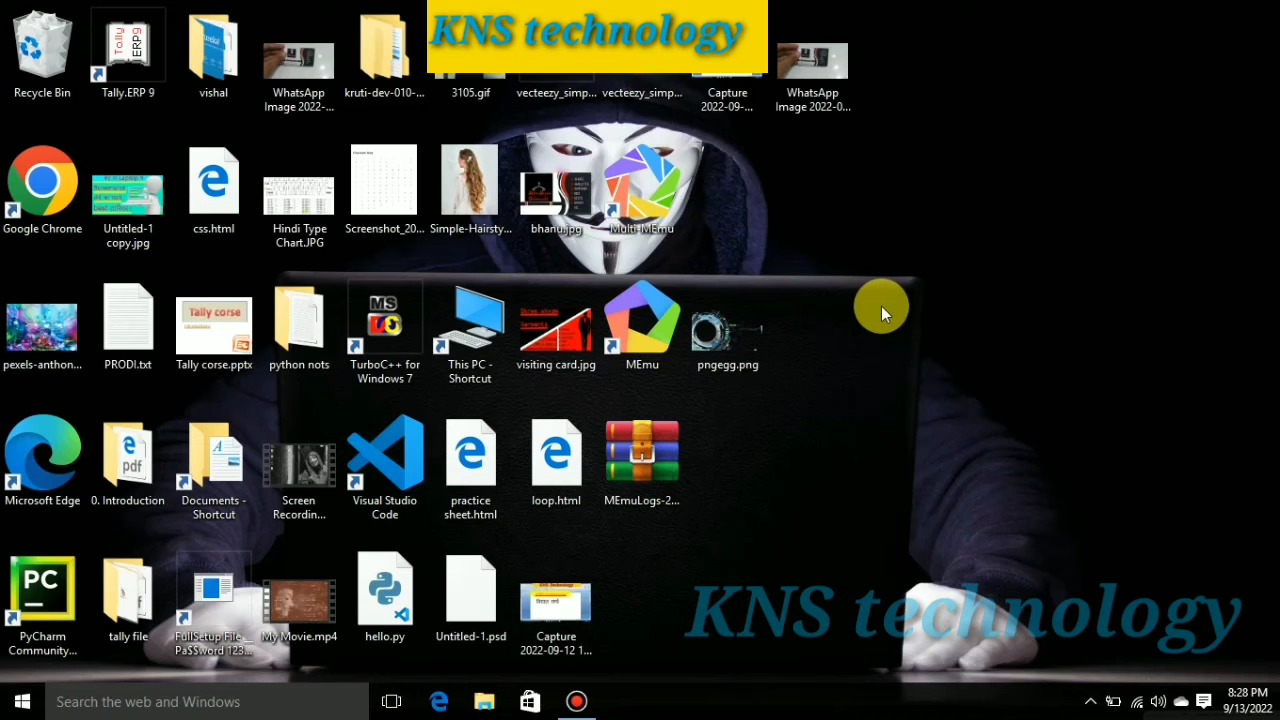 KNS technology
Recycle Bin
Tally.ERP 9
vishal
WhatsApp Image 2022-...
kruti-dev-010-...
3105.gif
vecteezy_simp...
vecteezy_simp...
Capture 2022-09-...
WhatsApp Image 2022-0...
Google Chrome
Untitled-1 copy.jpg
css.html
Hindi Type Chart.JPG
Screenshot_20...
Simple-Hairsty...
bhanu.jpg
Multi-MEmu
pexels-anthon...
PRODI.txt
Tally corse
Tally corse.pptx
python nots
MS
TurboC++ for Windows 7
This PC - Shortcut
visiting card.jpg
MEmu
pngegg.png
Microsoft Edge
pdf
0. Introduction
Documents - Shortcut
Screen Recordin...
Visual Studio Code
practice sheet.html
loop.html
MEmuLogs-2...
PC
PyCharm Community...
tally file
FullSetup File _ Pa$$word 123...
My Movie.mp4
hello.py
Untitled-1.psd
Capture 2022-09-12 1...
KNS technology
Search the web and Windows
8:28 PM
9/13/2022